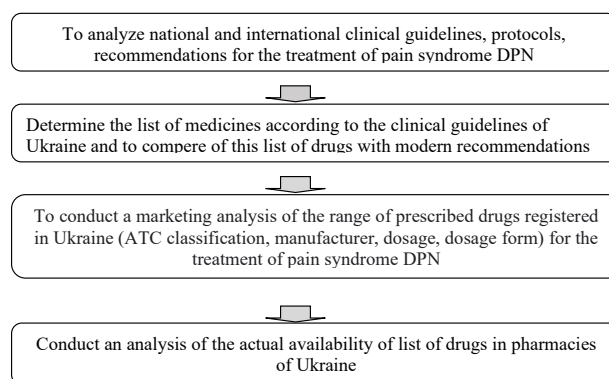 To analyze national and international clinical guidelines, protocols,
recommendations for the treatment of pain syndrome DPN
Determine the list of medicines according to the clinical guidelines of
Ukraine and to compere of this list of drugs with modern recommendations
To conduct a marketing analysis of the range of prescribed drugs registered
in Ukraine (ATC classification, manufacturer, dosage, dosage form) for the
treatment of pain syndrome DPN
Conduct an analysis of the actual availability of list of drugs in pharmacies
of Ukraine